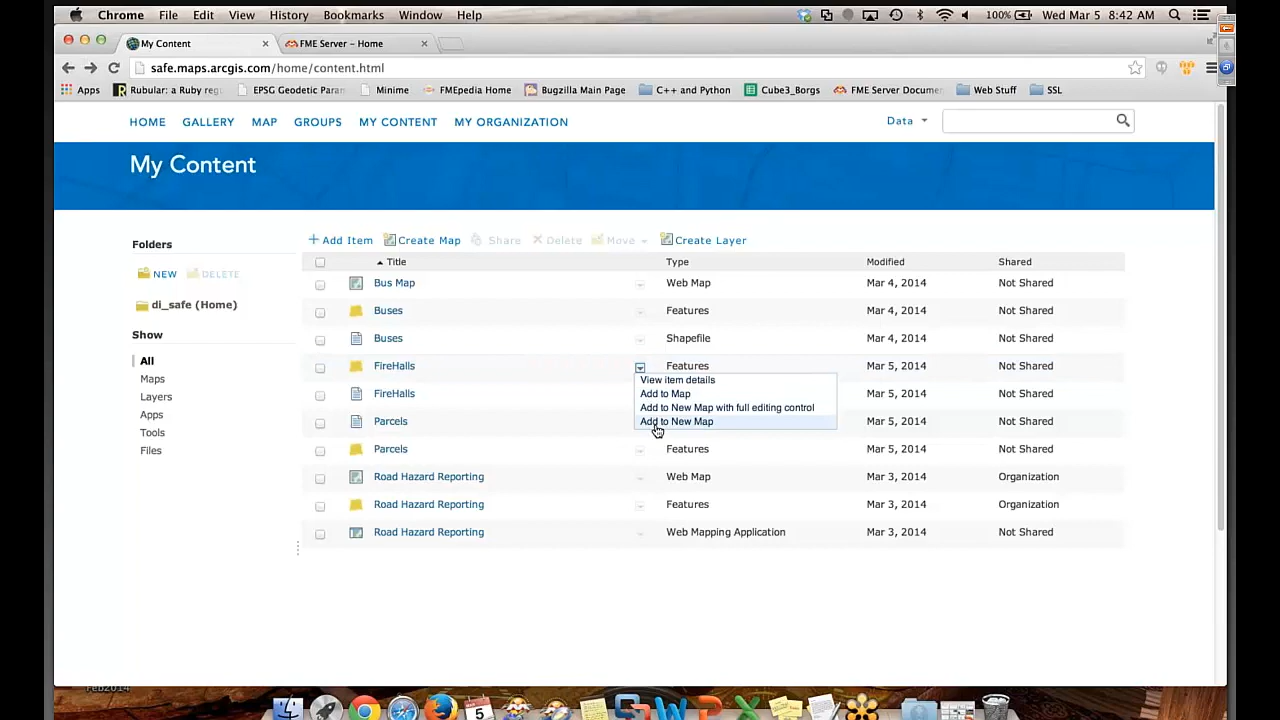 Chrome File Edit View History Bookmarks Window Help 100% Wed Mar 5 8:42 AM
My Content FME Server - Home
safe.maps.arcgis.com/home/content.html
Apps Rubular: a Ruby reg EPSG Geodetic Param Minime FMEpedia Home Bugzilla Main Page C++ and Python Cube3_Borgs FME Server Documen Web Stuff SSL
HOME GALLERY MAP GROUPS MY CONTENT MY ORGANIZATION Data
My Content
Folders
NEW DELETE
di_safe (Home)
Show
All
Maps
Layers
Apps
Tools
Files
+ Add Item Create Map Share Delete Move Create Layer
Title Type Modified Shared
Bus Map Web Map Mar 4, 2014 Not Shared
Buses Features Mar 4, 2014 Not Shared
Buses Shapefile Mar 4, 2014 Not Shared
FireHalls Features Mar 5, 2014 Not Shared
FireHalls Mar 5, 2014 Not Shared
Parcels Mar 5, 2014 Not Shared
Parcels Features Mar 5, 2014 Not Shared
Road Hazard Reporting Web Map Mar 3, 2014 Organization
Road Hazard Reporting Features Mar 3, 2014 Organization
Road Hazard Reporting Web Mapping Application Mar 3, 2014 Not Shared
View item details
Add to Map
Add to New Map with full editing control
Add to New Map
Feb2014
5